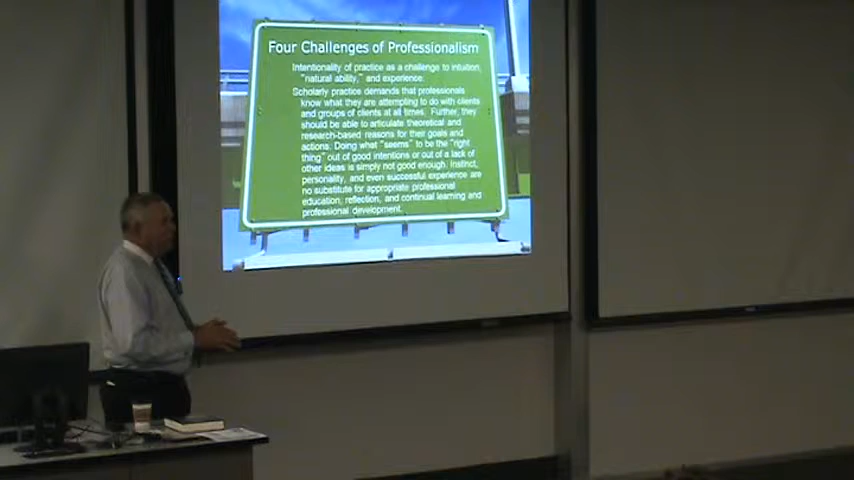 Four Challenges of Professionalism
Intentionality of practice as a challenge to intuition,
"natural ability," and experience.
Scholarly practice demands that professionals
know what they are attempting to do with clients
and groups of clients at all times. Further, they
should be able to articulate theoretical and
research-based reasons for their goals and
actions. Doing what "seems" to be the "right
thing" out of good intentions or out of a lack of
other ideas is simply not good enough. Instinct,
personality, and even successful experience are
no substitute for appropriate professional
education, reflection, and continual learning and
professional development.